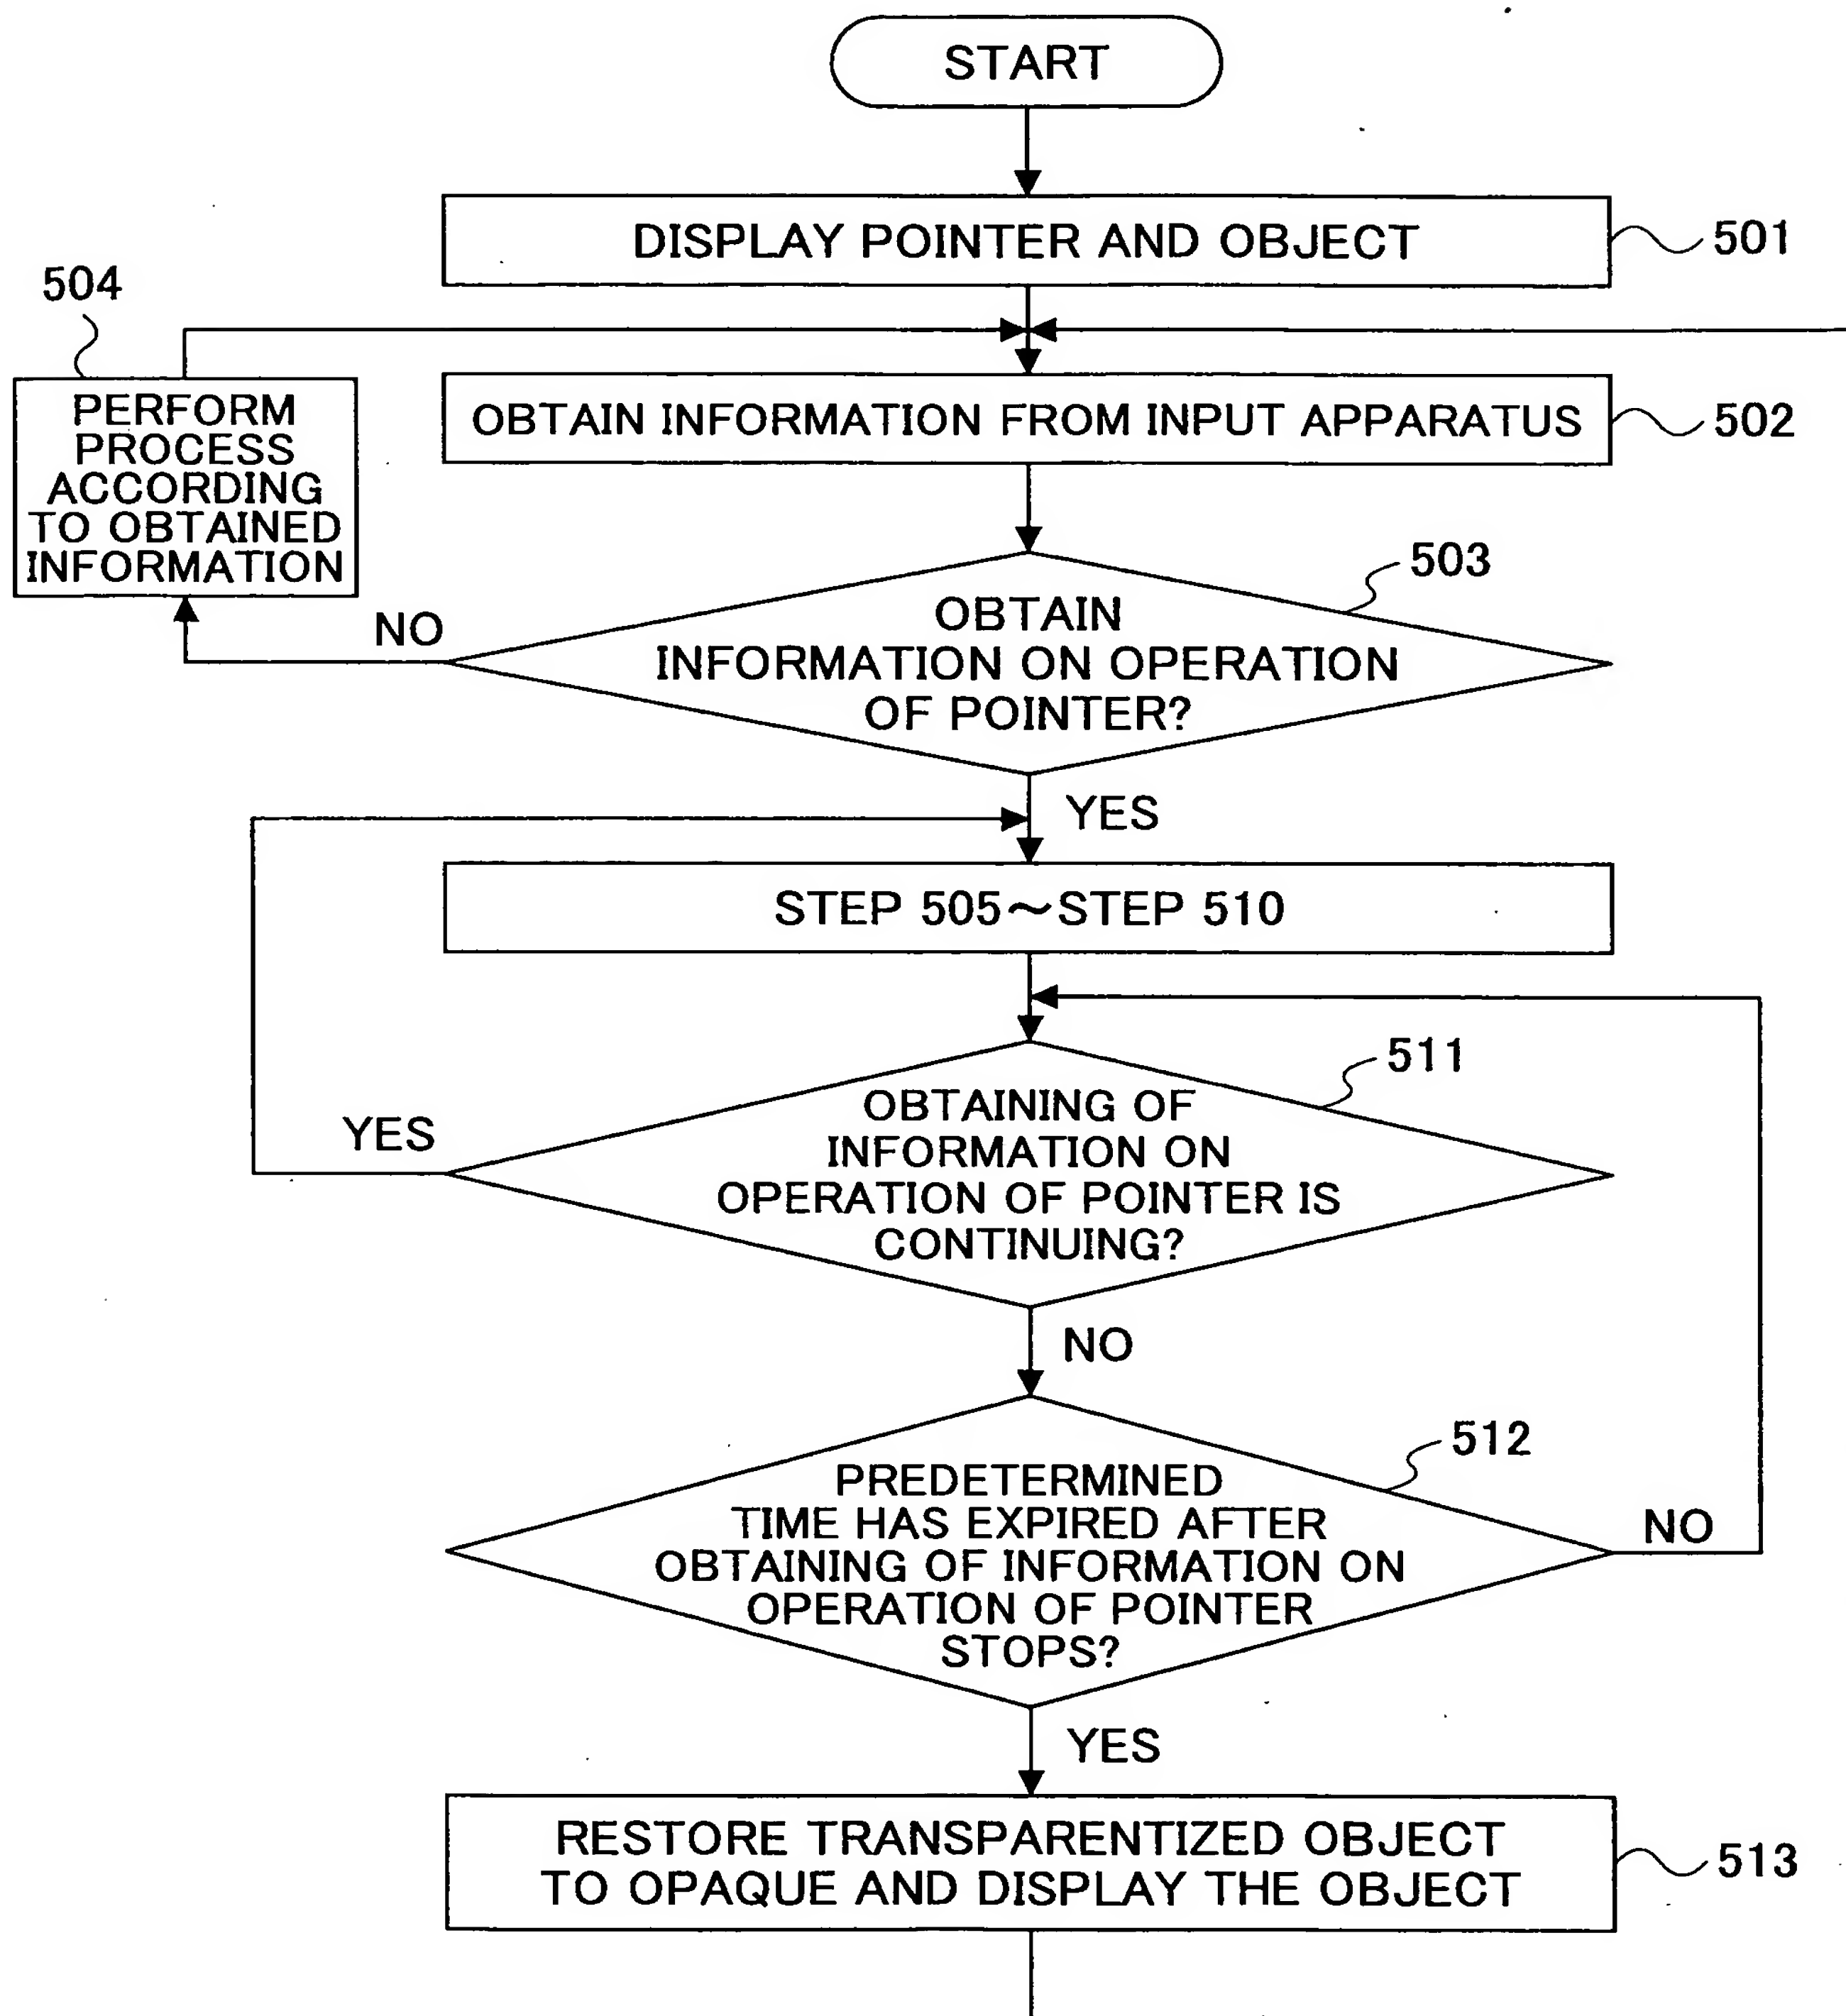 START
DISPLAY POINTER AND OBJECT
501
504
PERFORM
PROCESS
ACCORDING
TO OBTAINED
INFORMATION
OBTAIN INFORMATION FROM INPUT APPARATUS
502
503
OBTAIN
INFORMATION ON OPERATION
OF POINTER?
NO
YES
STEP 505～STEP 510
511
OBTAINING OF
INFORMATION ON
OPERATION OF POINTER IS
CONTINUING?
YES
NO
512
PREDETERMINED
TIME HAS EXPIRED AFTER
OBTAINING OF INFORMATION ON
OPERATION OF POINTER
STOPS?
NO
YES
RESTORE TRANSPARENTIZED OBJECT
TO OPAQUE AND DISPLAY THE OBJECT
513